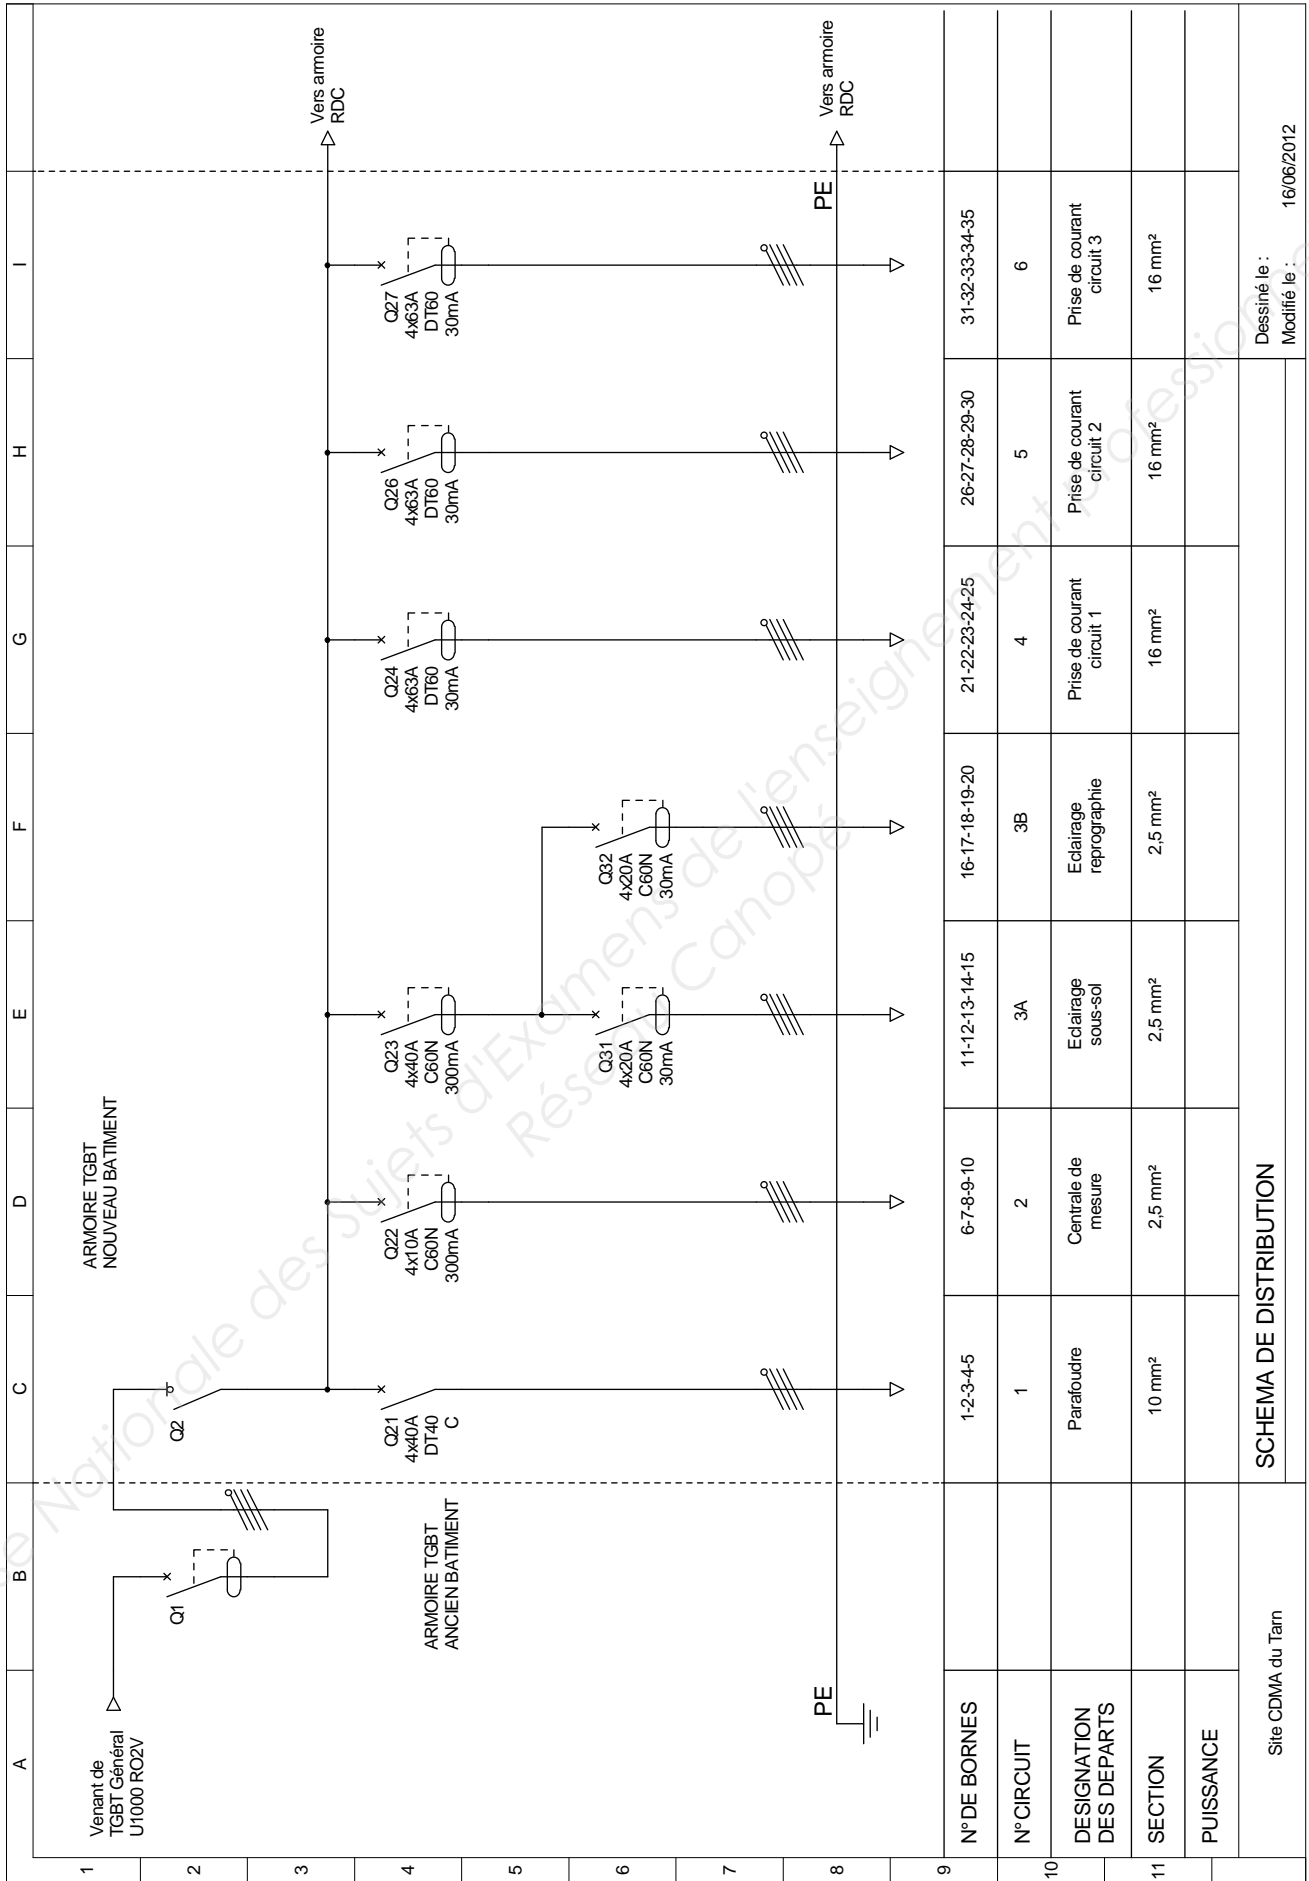 A
B
C
D
E
F
G
H
I
1
2
3
4
5
6
7
8
9
10
11
Venant de
TGBT Général
U1000 RO2V
Q1
ARMOIRE TGBT
ANCIEN BATIMENT
ARMOIRE TGBT
NOUVEAU BATIMENT
Q2
Q21
4x40A
DT40
C
Q22
4x10A
C60N
300mA
Q23
4x40A
C60N
300mA
Q31
4x20A
C60N
30mA
Q32
4x20A
C60N
30mA
Q24
4x63A
DT60
30mA
Q26
4x63A
DT60
30mA
Q27
4x63A
DT60
30mA
Vers armoire
RDC
PE
PE
Vers armoire
RDC
N° DE BORNES
1-2-3-4-5
6-7-8-9-10
11-12-13-14-15
16-17-18-19-20
21-22-23-24-25
26-27-28-29-30
31-32-33-34-35
N° CIRCUIT
1
2
3A
3B
4
5
6
DESIGNATION
DES DEPARTS
Parafoudre
Centrale de
mesure
Eclairage
sous-sol
Eclairage
reprographie
Prise de courant
circuit 1
Prise de courant
circuit 2
Prise de courant
circuit 3
SECTION
10 mm²
2,5 mm²
2,5 mm²
2,5 mm²
16 mm²
16 mm²
16 mm²
PUISSANCE
Site CDMA du Tarn
SCHEMA DE DISTRIBUTION
Dessiné le :
Modifié le : 16/06/2012
Nationale des Sujets d'Examens de l'enseignement
Réseau Canopé